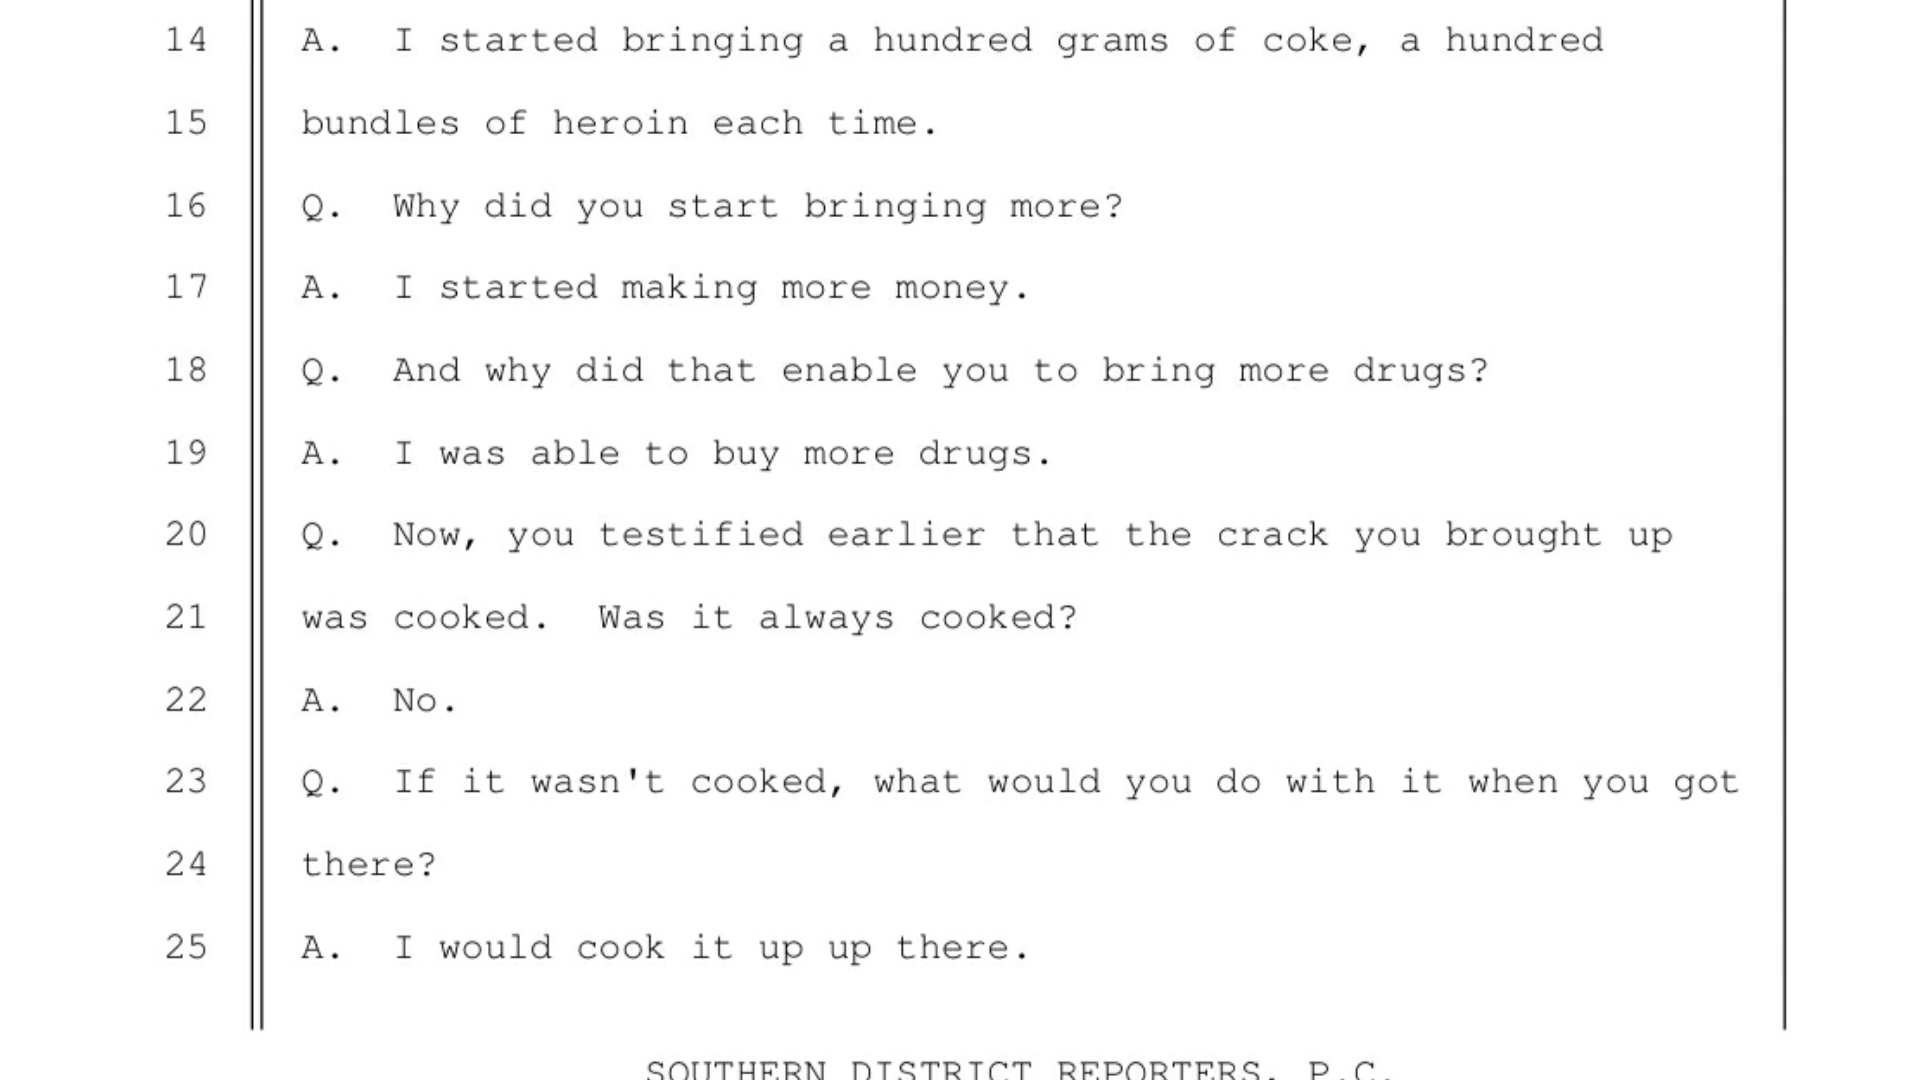 14 A. I started bringing a hundred grams of coke, a hundred
15 bundles of heroin each time.
16 Q. Why did you start bringing more?
17 A. I started making more money.
18 Q. And why did that enable you to bring more drugs?
19 A. I was able to buy more drugs.
20 Q. Now, you testified earlier that the crack you brought up
21 was cooked. Was it always cooked?
22 A. No.
23 Q. If it wasn't cooked, what would you do with it when you got
24 there?
25 A. I would cook it up up there.
SOUTHERN DISTRICT REPORTERS, P.C.